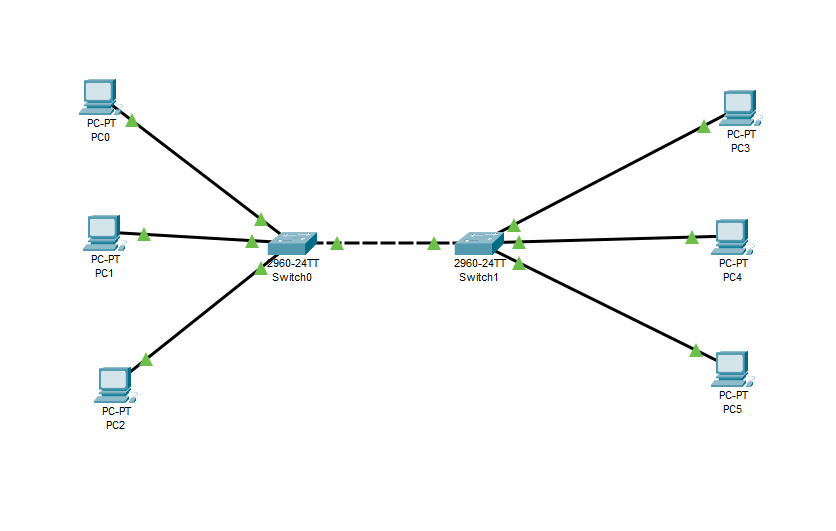 PC-PT
PC0
PC-PT
PC1
PC-PT
PC2
2960-24TT
Switch0
2960-24TT
Switch1
PC-PT
PC3
PC-PT
PC4
PC-PT
PC5